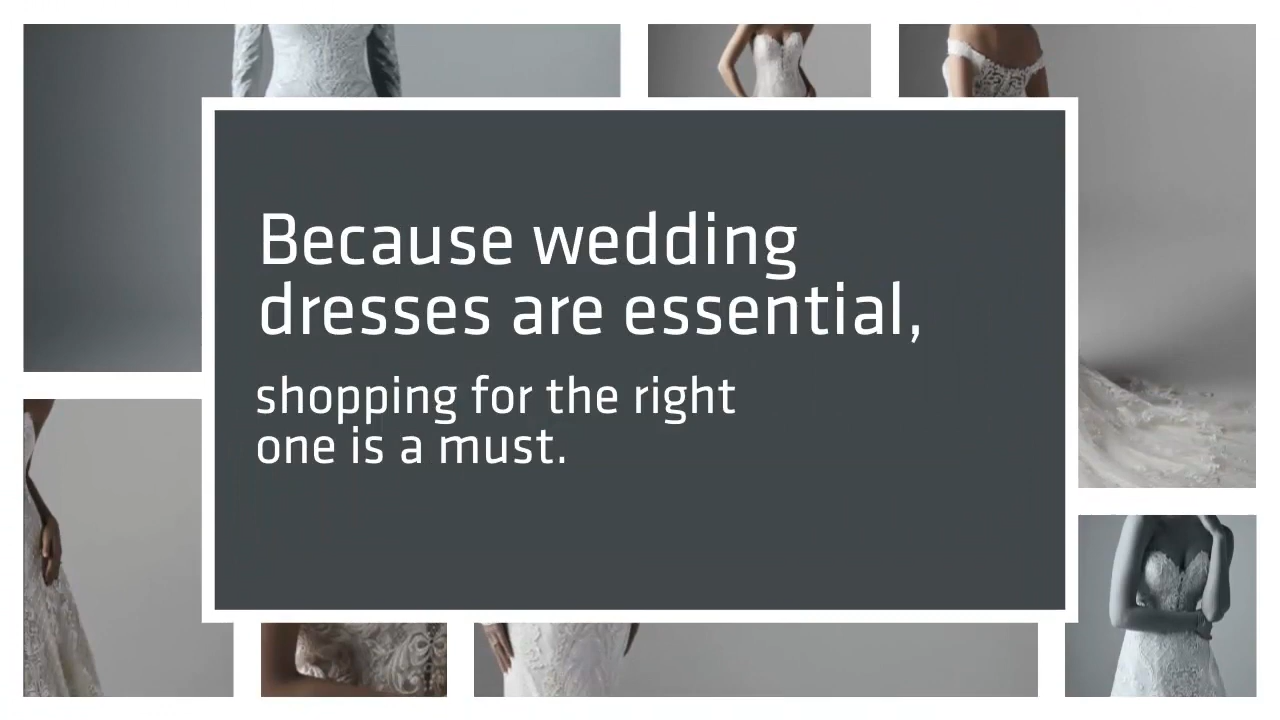 Because wedding
dresses are essential,
shopping for the right
one is a must.